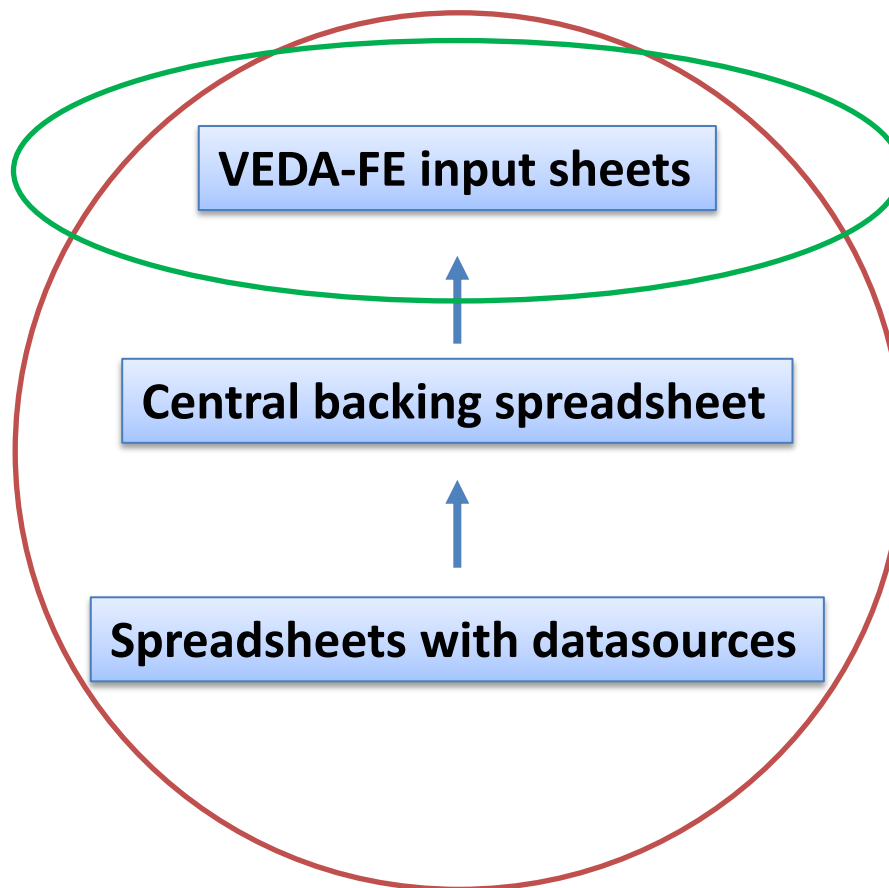 VEDA-FE input sheets
Central backing spreadsheet
Spreadsheets with datasources